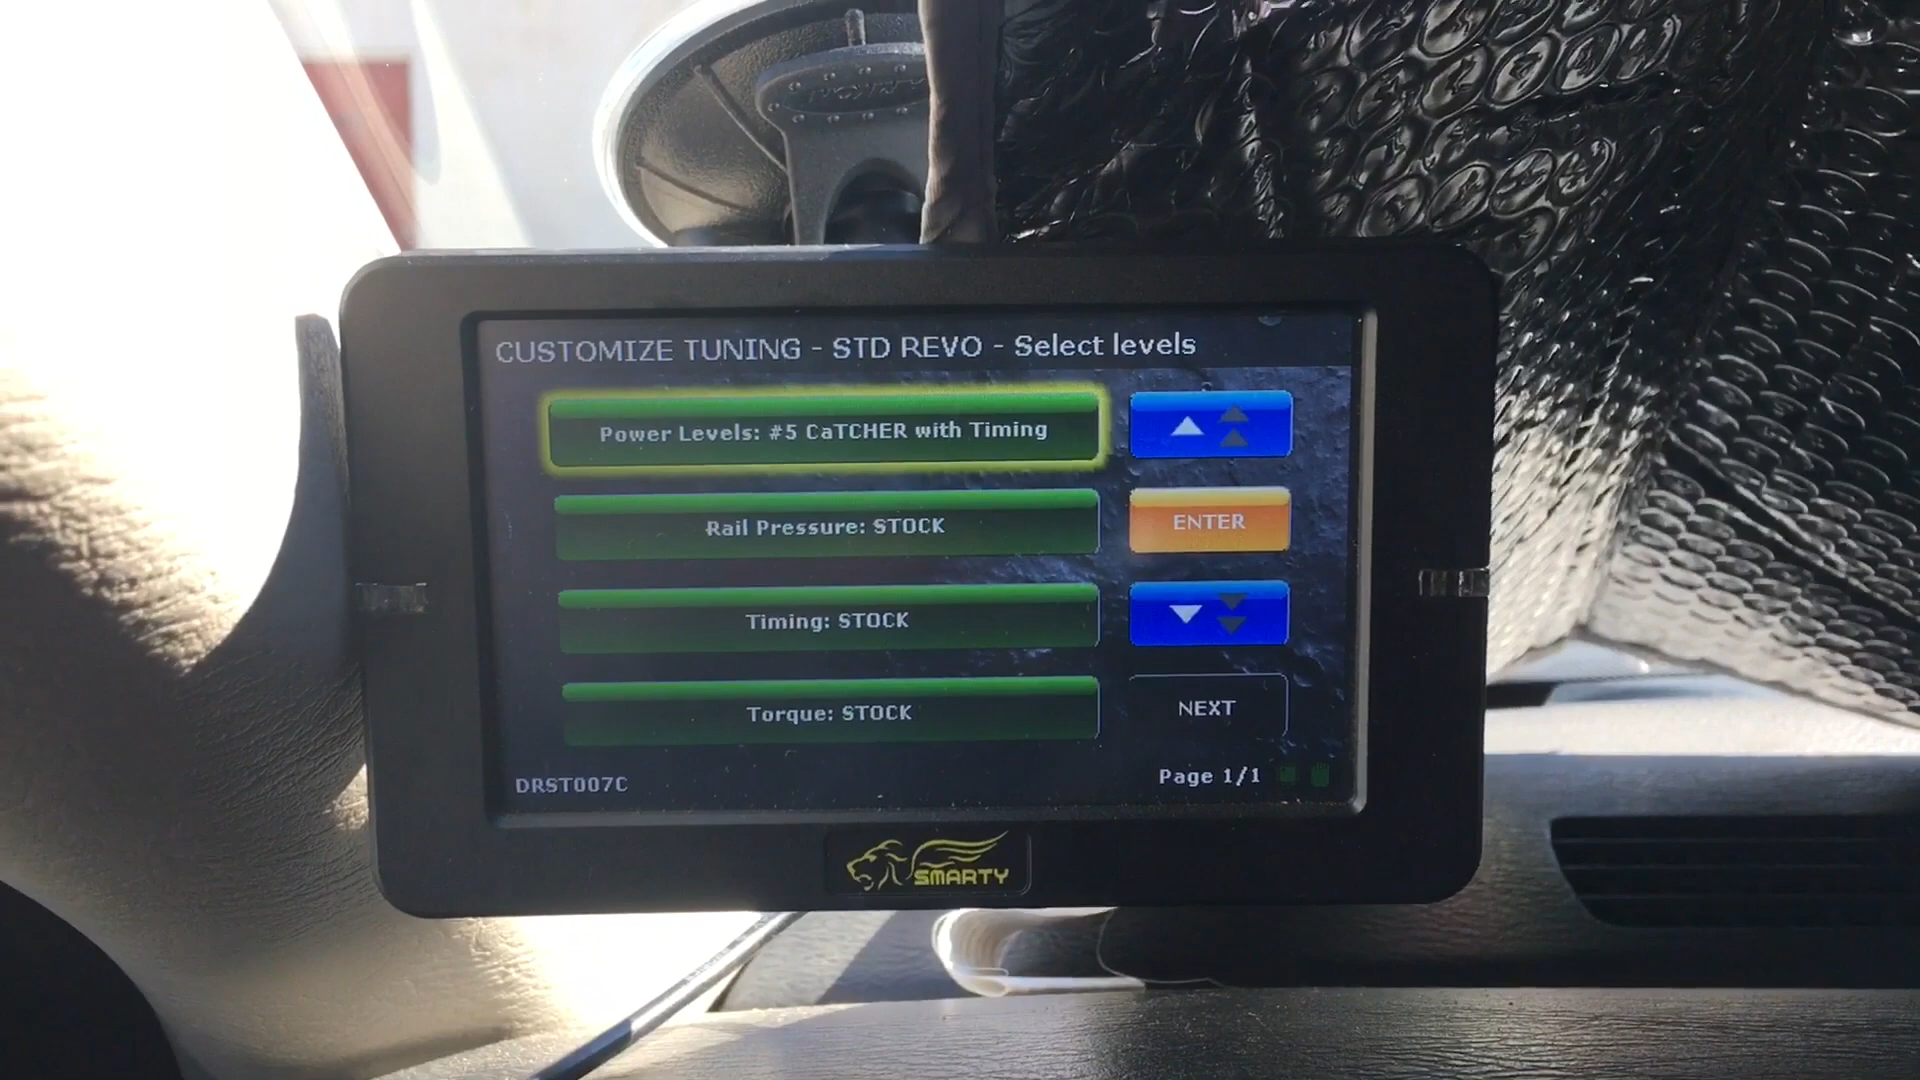 CUSTOMIZE TUNING - STD REVO - Select levels
Power Levels: #5 CaTCHER with Timing
Rail Pressure: STOCK
ENTER
Timing: STOCK
Torque: STOCK
NEXT
DRST007C
Page 1/1
SMARTY